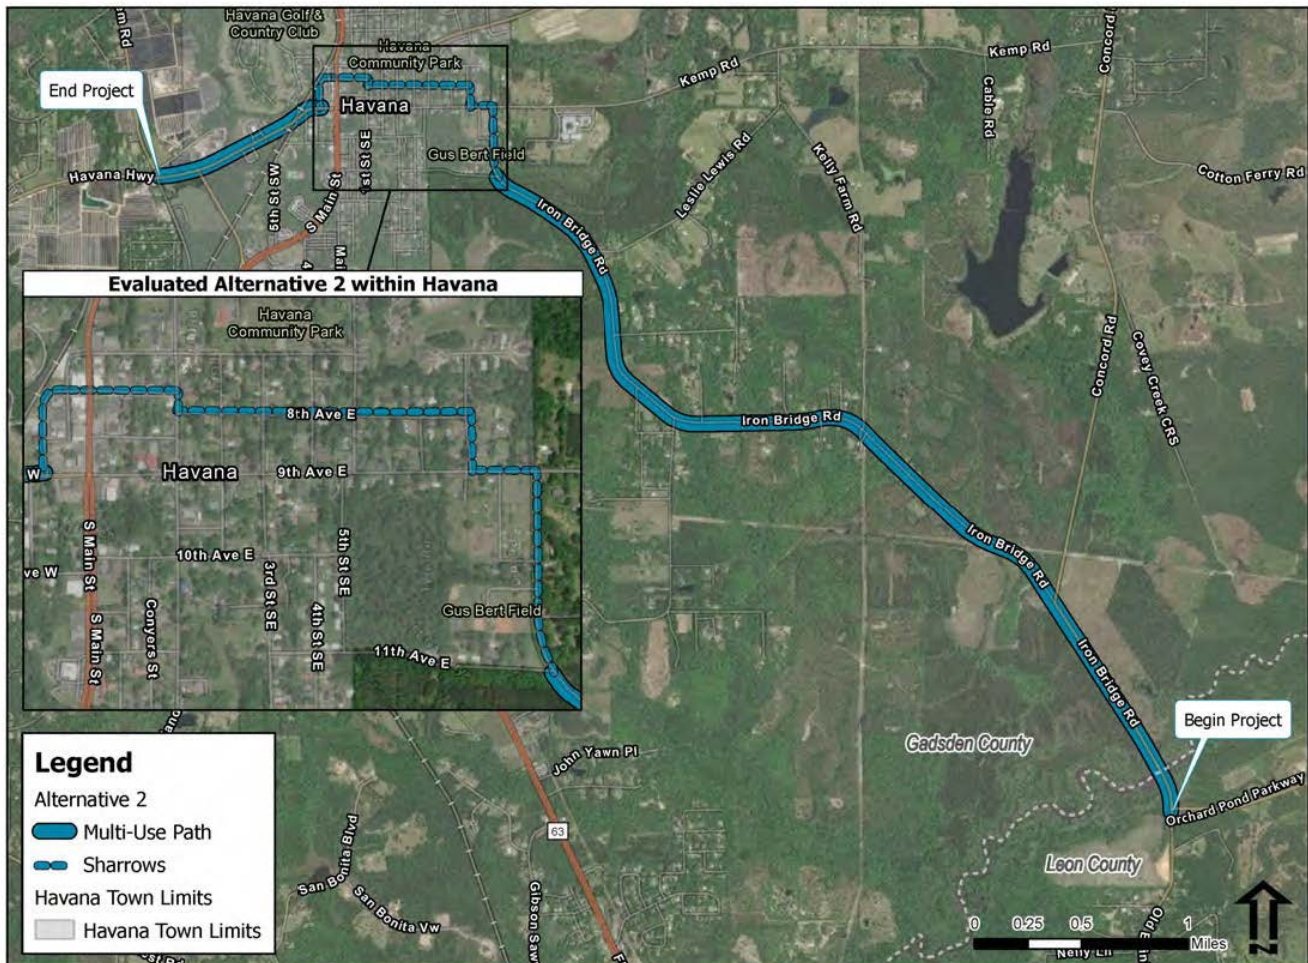 Havana Golf &
Country Club
Havana
Community Park
Kemp Rd
Kemp Rd
Concord Rd
Cable Rd
End Project
Havana
Gus Bert Field
Leslie Lewis Rd
Kelly Farm Rd
Cotton Ferry Rd
Havana Hwy
5th St SW
S Main St
1st St SE
Iron Bridge Rd
Evaluated Alternative 2 within Havana
Havana
Community Park
8th Ave E
Havana
9th Ave E
W
S Main St
10th Ave E
ve W
3rd St SE
5th St SE
4th St SE
Conyers St
S Main St
Gus Bert Field
11th Ave E
Concord Rd
Covey Creek CRS
Iron Bridge Rd
Iron Bridge Rd
Iron Bridge Rd
Begin Project
Gadsden County
Orchard Pond Parkway
Leon County
John Yawn Pl
63
San Bonita Blvd
San Bonita Vw
Gibson Saw
Legend
Alternative 2
Multi-Use Path
Sharrows
Havana Town Limits
Havana Town Limits
0 0.25 0.5 1
Miles
N